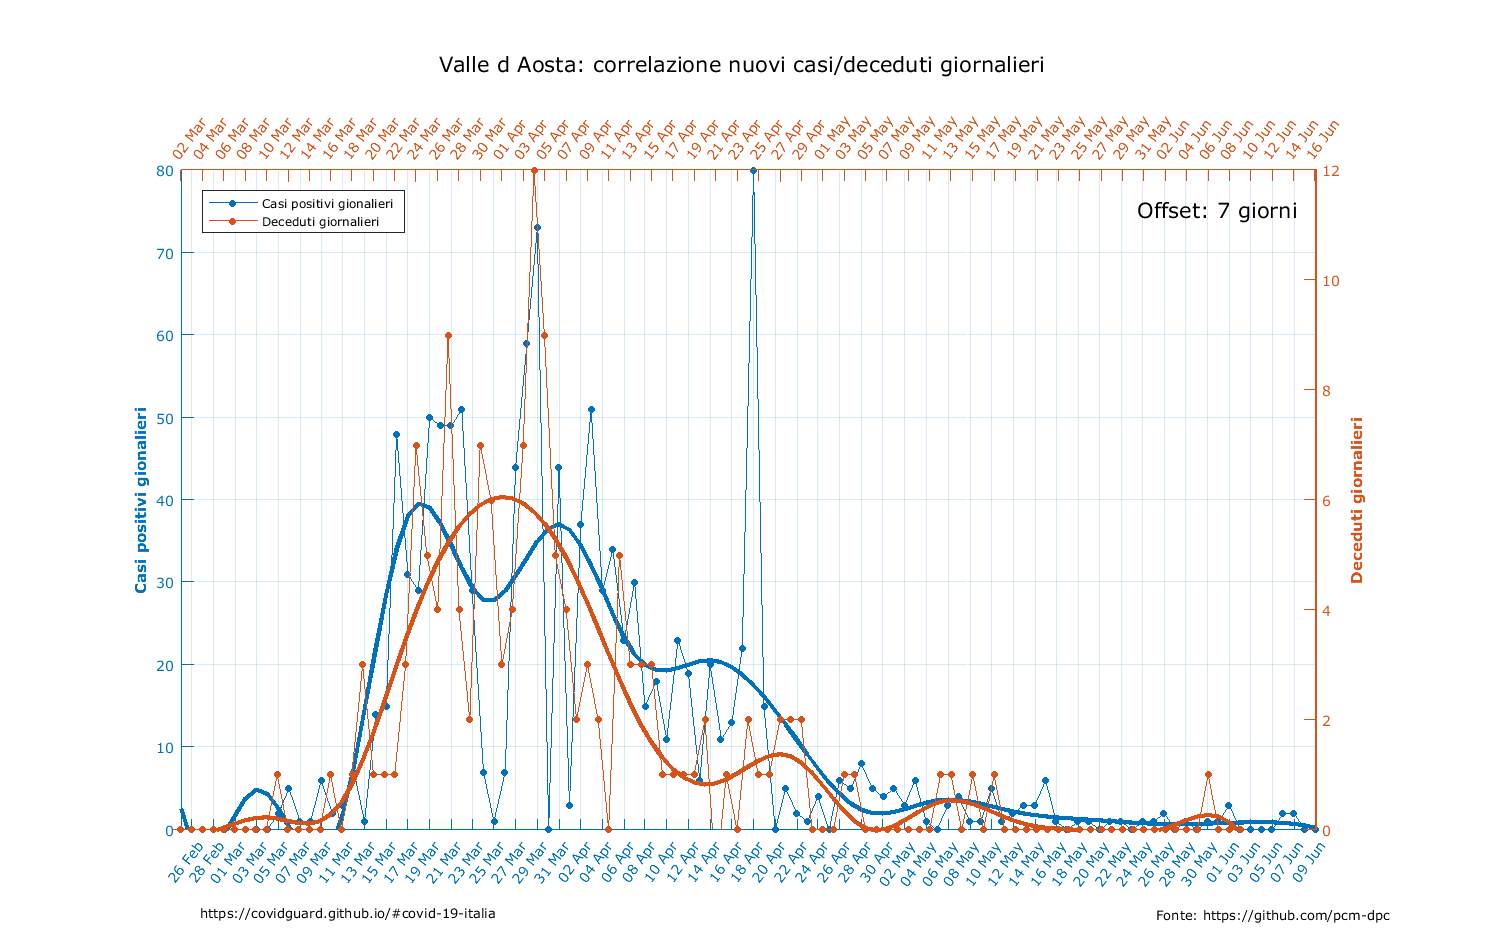 Valle d Aosta: correlazione nuovi casi/deceduti giornalieri
02 Mar
04 Mar
06 Mar
08 Mar
10 Mar
12 Mar
14 Mar
16 Mar
18 Mar
20 Mar
22 Mar
24 Mar
26 Mar
28 Mar
30 Mar
01 Apr
03 Apr
05 Apr
07 Apr
09 Apr
11 Apr
13 Apr
15 Apr
17 Apr
19 Apr
21 Apr
23 Apr
25 Apr
27 Apr
29 Apr
01 May
03 May
05 May
07 May
09 May
11 May
13 May
15 May
17 May
19 May
21 May
23 May
25 May
27 May
29 May
31 May
02 Jun
04 Jun
06 Jun
08 Jun
10 Jun
12 Jun
14 Jun
16 Jun
Casi positivi gionalieri
Deceduti giornalieri
Offset: 7 giorni
80
70
60
50
40
30
20
10
0
Casi positivi gionalieri
12
10
8
6
4
2
0
Deceduti giornalieri
26 Feb
28 Feb
01 Mar
03 Mar
05 Mar
07 Mar
09 Mar
11 Mar
13 Mar
15 Mar
17 Mar
19 Mar
21 Mar
23 Mar
25 Mar
27 Mar
29 Mar
31 Mar
02 Apr
04 Apr
06 Apr
08 Apr
10 Apr
12 Apr
14 Apr
16 Apr
18 Apr
20 Apr
22 Apr
24 Apr
26 Apr
28 Apr
30 Apr
02 May
04 May
06 May
08 May
10 May
12 May
14 May
16 May
18 May
20 May
22 May
24 May
26 May
28 May
30 May
01 Jun
03 Jun
05 Jun
07 Jun
09 Jun
https://covidguard.github.io/#covid-19-italia
Fonte: https://github.com/pcm-dpc